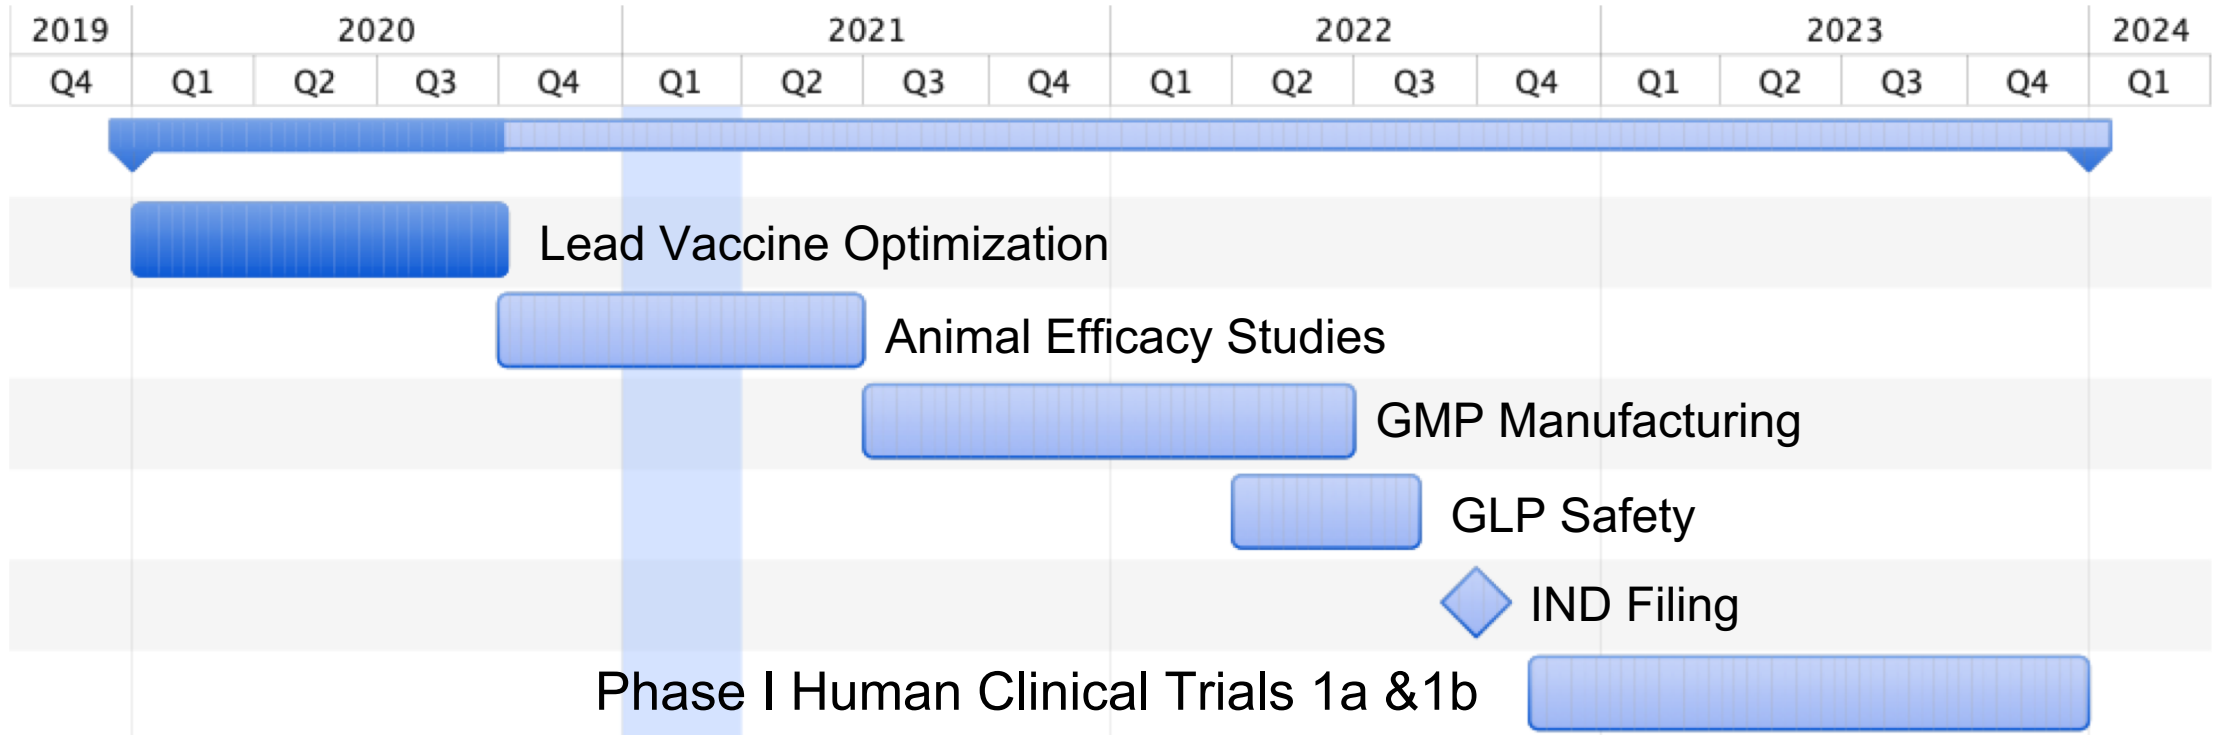 2019 2020 2021 2022 2023 2024
Q4 Q1 Q2 Q3 Q4 Q1 Q2 Q3 Q4 Q1 Q2 Q3 Q4 Q1 Q2 Q3 Q4 Q1
Lead Vaccine Optimization
Animal Efficacy Studies
GMP Manufacturing
GLP Safety
IND Filing
Phase I Human Clinical Trials 1a &1b